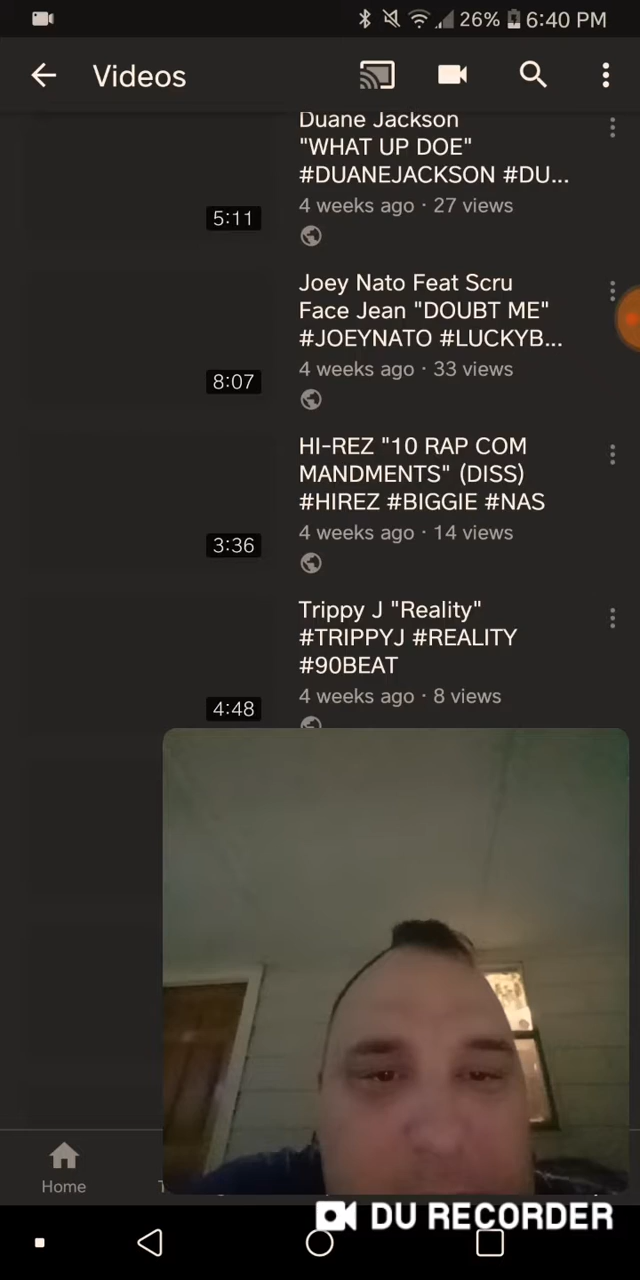 26% 6:40 PM
Videos
Duane Jackson
"WHAT UP DOE"
#DUANEJACKSON #DU...
5:11
4 weeks ago · 27 views
Joey Nato Feat Scru
Face Jean "DOUBT ME"
#JOEYNATO #LUCKYB...
8:07
4 weeks ago · 33 views
HI-REZ "10 RAP COM
MANDMENTS" (DISS)
#HIREZ #BIGGIE #NAS
3:36
4 weeks ago · 14 views
Trippy J "Reality"
#TRIPPYJ #REALITY
#90BEAT
4:48
4 weeks ago · 8 views
Home
DU RECORDER